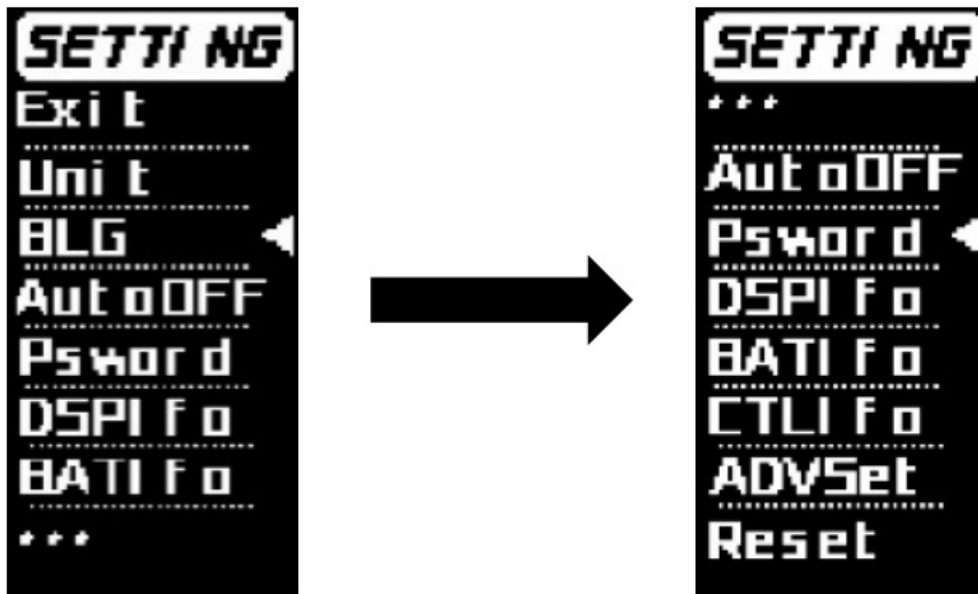 SETTING
Exit
Unit
BLG
AutoOFF
Psword
DSPIfo
BATIfo
...
SETTING
...
AutoOFF
Psword
DSPIfo
BATIfo
CTLIfo
ADVSet
Reset